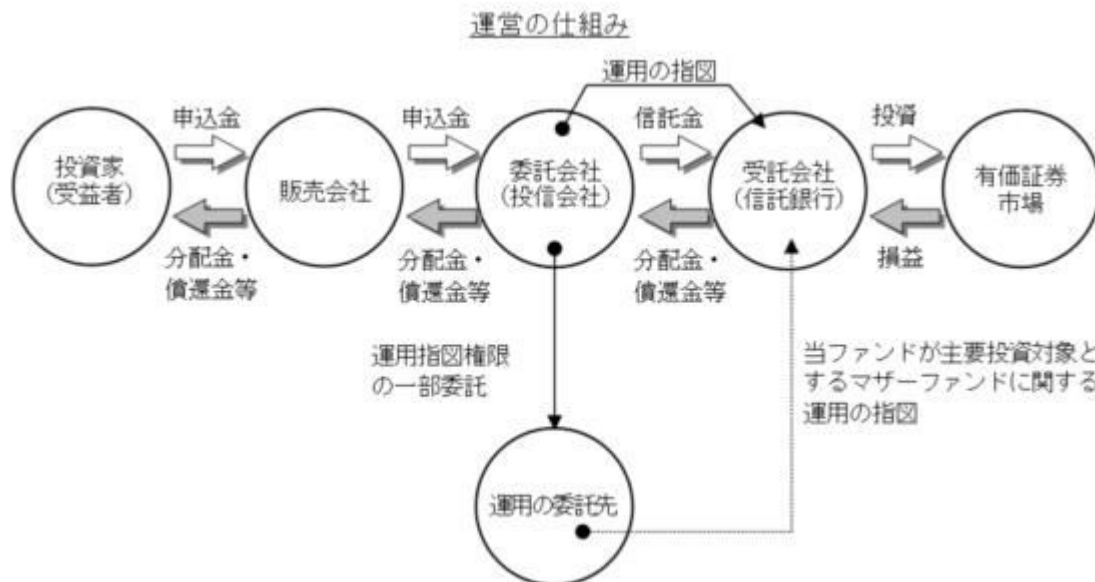 運営の仕組み
運用の指図
申込金
申込金
信託金
投資
投資家
(受益者)
販売会社
委託会社
(投信会社)
受託会社
(信託銀行)
有価証券
市場
分配金・
償還金等
分配金・
償還金等
分配金・
償還金等
損益
運用指図権限
の一部委託
当ファンドが主要投資対象と
するマザーファンドに関する
運用の指図
運用の委託先